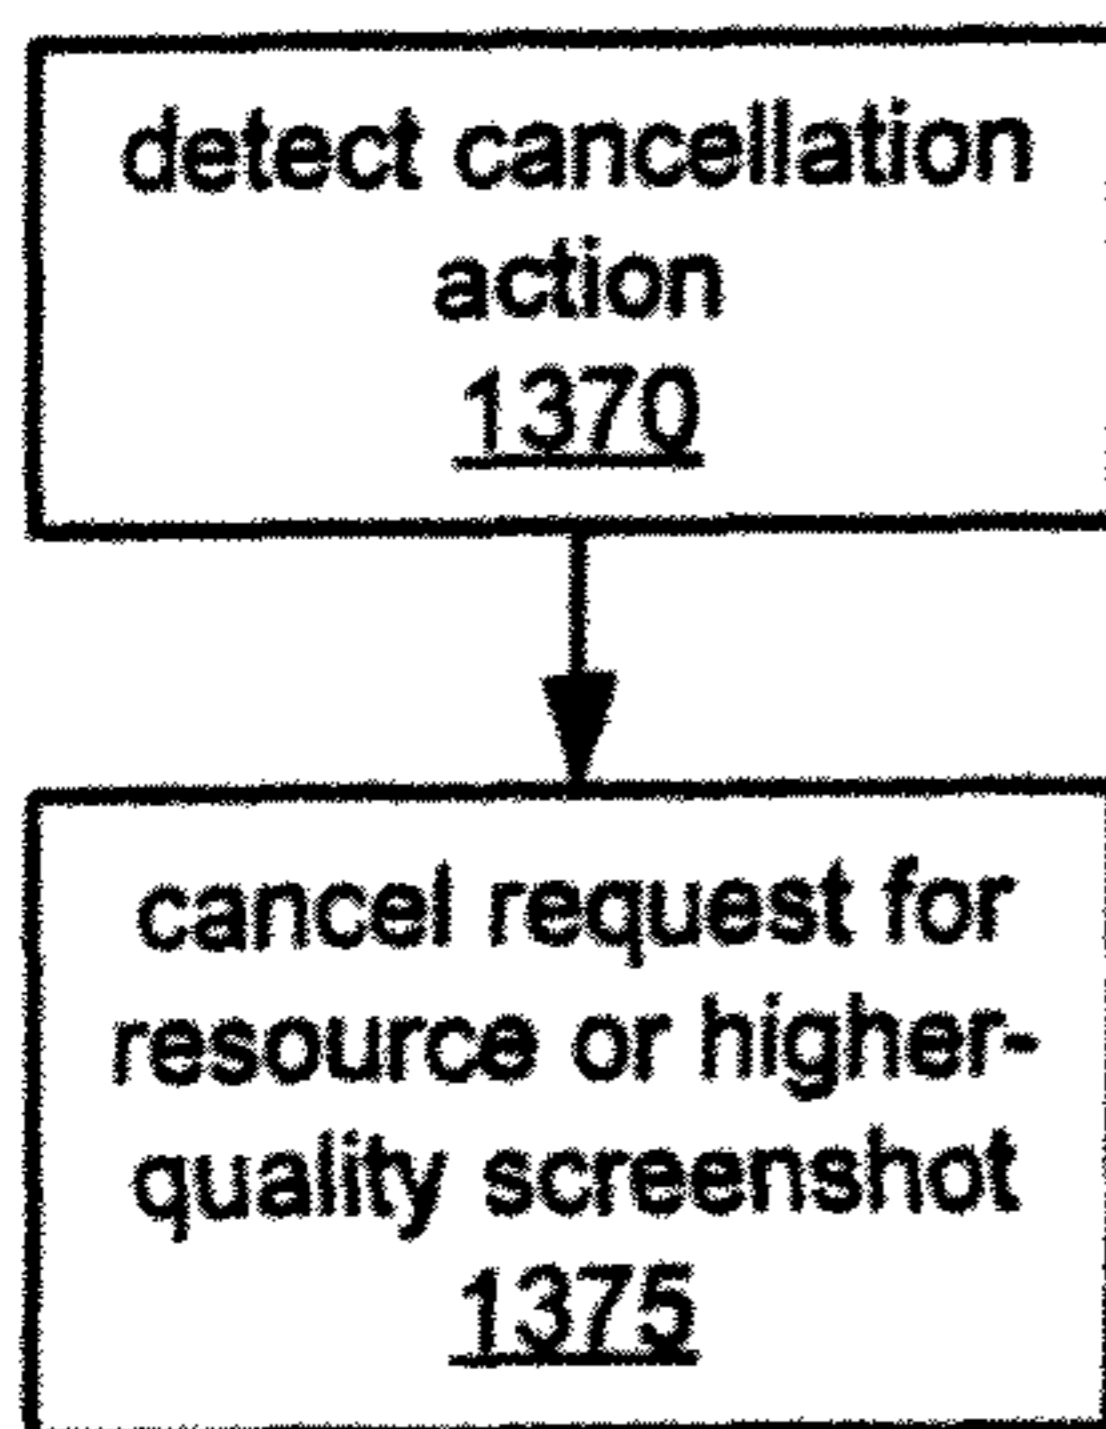 detect cancellation
action
1370
cancel request for
resource or higher-
quality screenshot
1375